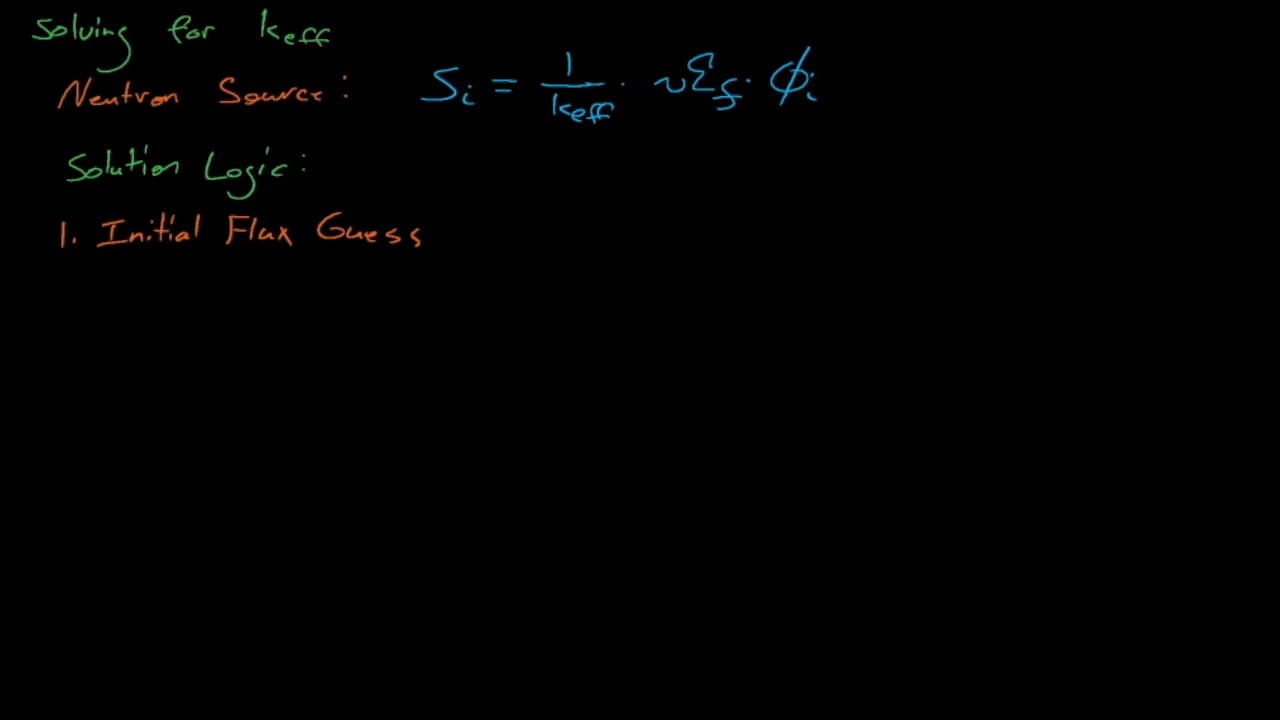 Solving for keff
Neutron Source: Si = 1/keff · νΣf · ϕi
Solution Logic:
1. Initial Flux Guess